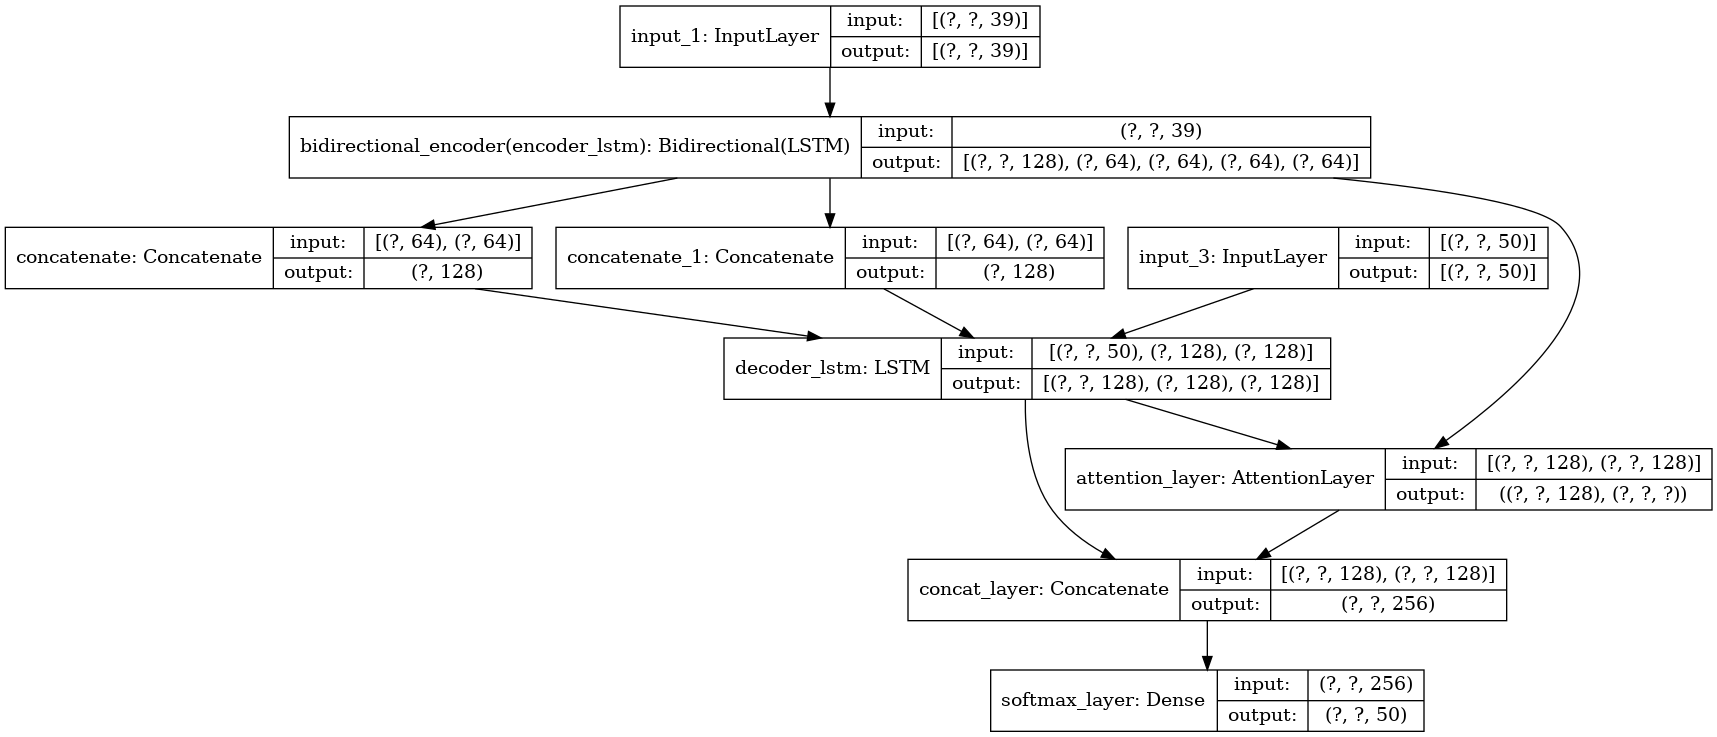 input_1: InputLayer
input: [(?, ?, 39)]
output: [(?, ?, 39)]
bidirectional_encoder(encoder_lstm): Bidirectional(LSTM)
input: (?, ?, 39)
output: [(?, ?, 128), (?, 64), (?, 64), (?, 64), (?, 64)]
concatenate: Concatenate
input: [(?, 64), (?, 64)]
output: (?, 128)
concatenate_1: Concatenate
input: [(?, 64), (?, 64)]
output: (?, 128)
input_3: InputLayer
input: [(?, ?, 50)]
output: [(?, ?, 50)]
decoder_lstm: LSTM
input: [(?, ?, 50), (?, 128), (?, 128)]
output: [(?, ?, 128), (?, 128), (?, 128)]
attention_layer: AttentionLayer
input: [(?, ?, 128), (?, ?, 128)]
output: ((?, ?, 128), (?, ?, ?))
concat_layer: Concatenate
input: [(?, ?, 128), (?, ?, 128)]
output: (?, ?, 256)
softmax_layer: Dense
input: (?, ?, 256)
output: (?, ?, 50)